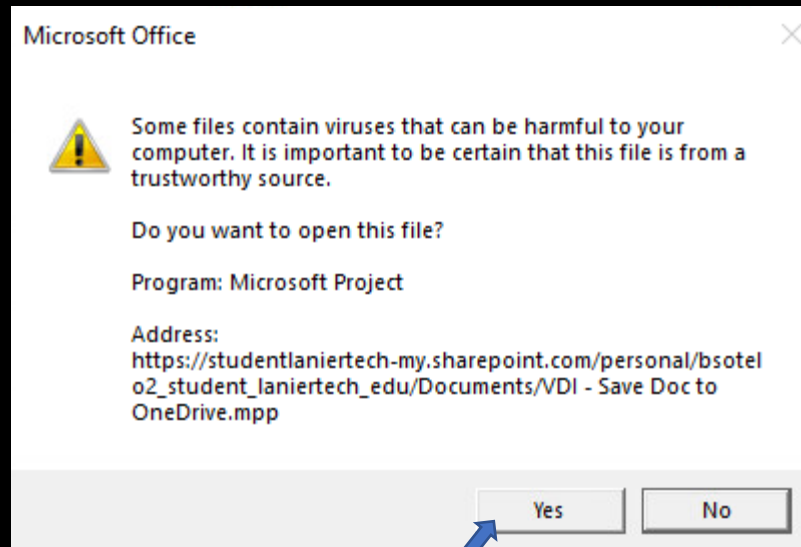 Microsoft Office
Some files contain viruses that can be harmful to your
computer. It is important to be certain that this file is from a
trustworthy source.
Do you want to open this file?
Program: Microsoft Project
Address:
https://studentlaniertech-my.sharepoint.com/personal/bsotel
o2_student_laniertech_edu/Documents/VDI - Save Doc to
OneDrive.mpp
Yes No